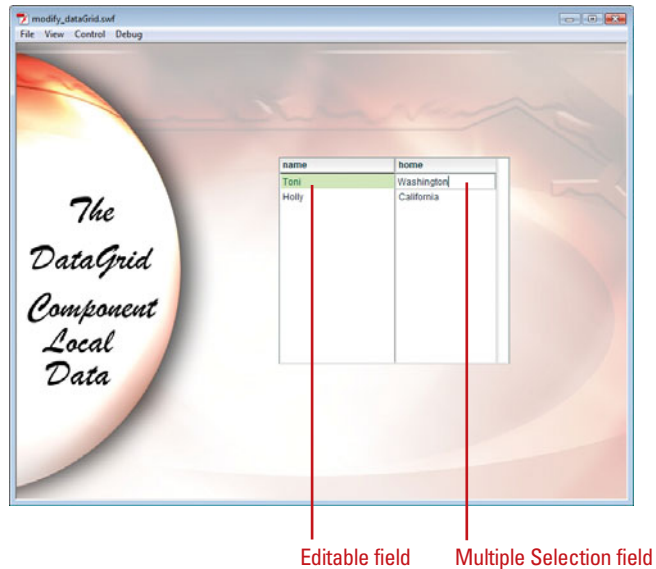 modify_dataGrid.swf
File View Control Debug
The
DataGrid
Component
Local
Data
name home
Toni Washington
Holly California
Editable field Multiple Selection field